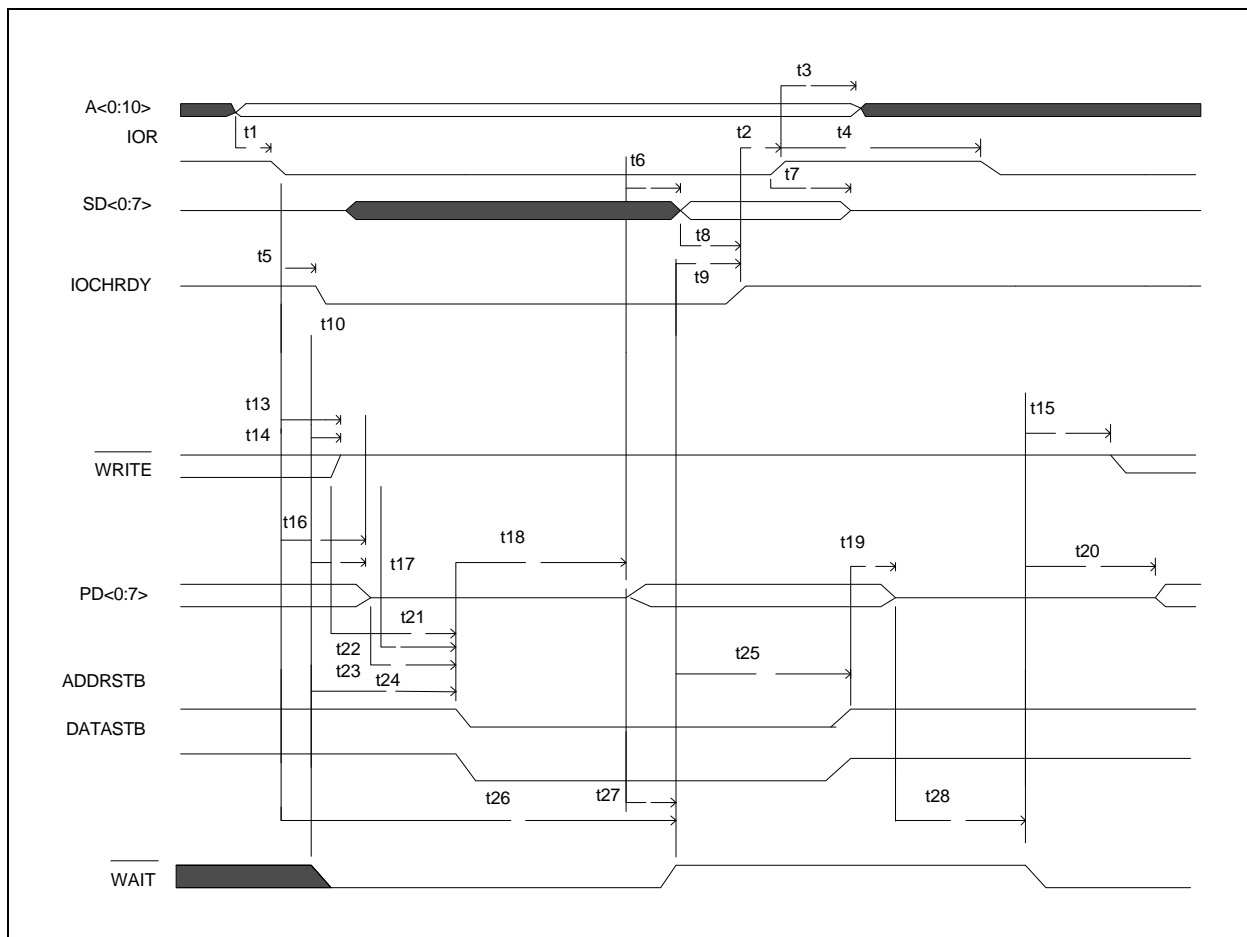 t3
A<0:10>
IOR
t1
t2
t4
t6
t7
SD<0:7>
t8
t5
t9
IOCHRDY
t10
t13
t15
t14
WRITE
t16
t18
t19
t20
t17
PD<0:7>
t21
t22
t23
t25
t24
ADDRSTB
DATASTB
t26
t27
t28
WAIT